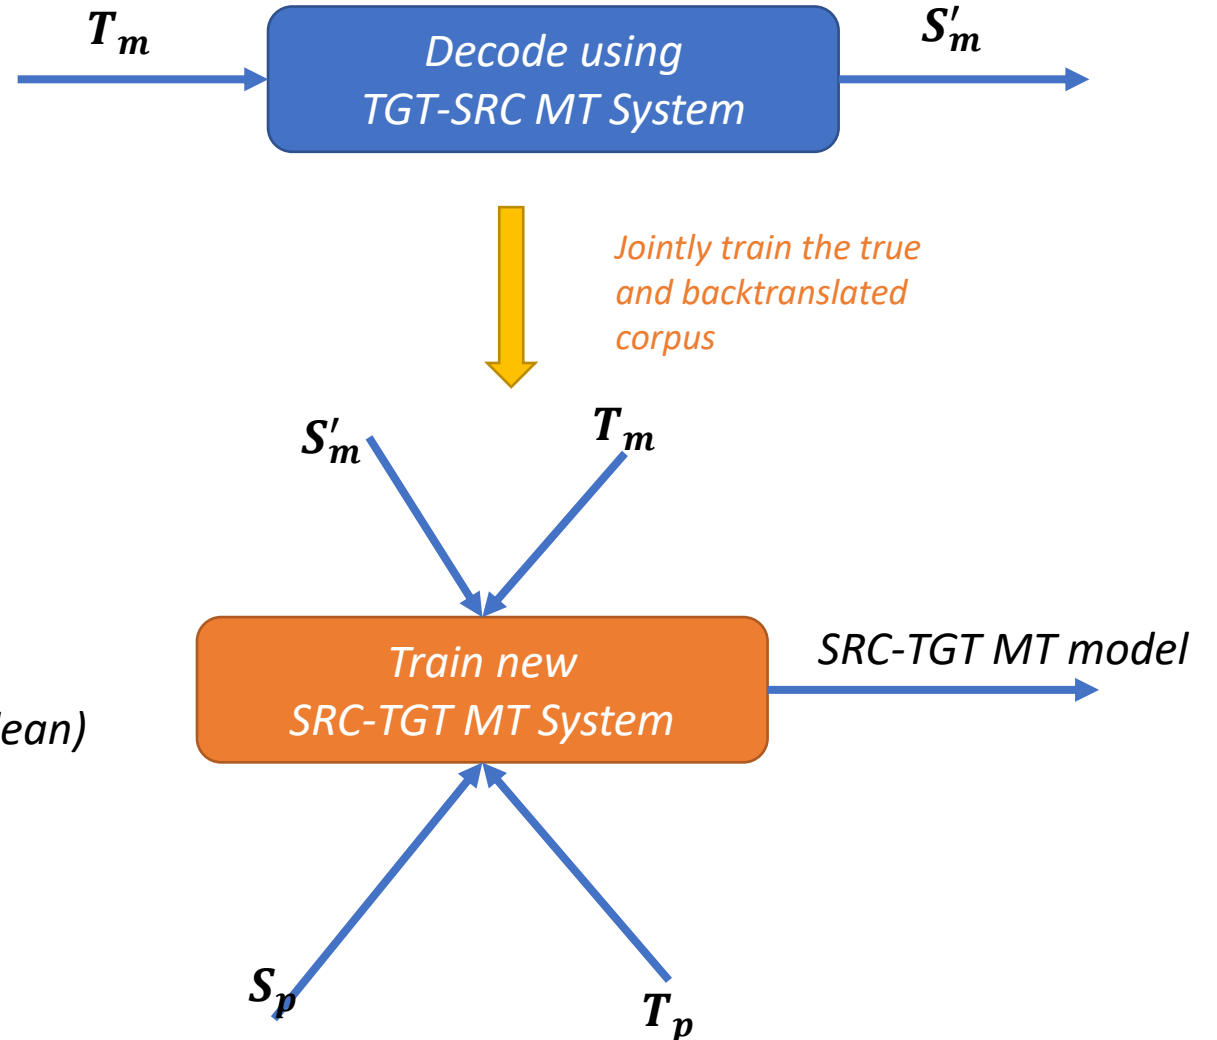 T_m
Decode using
TGT-SRC MT System
S'_m
Jointly train the true
and backtranslated
corpus
S'_m
T_m
Train new
SRC-TGT MT System
SRC-TGT MT model
ean)
S_p
T_p